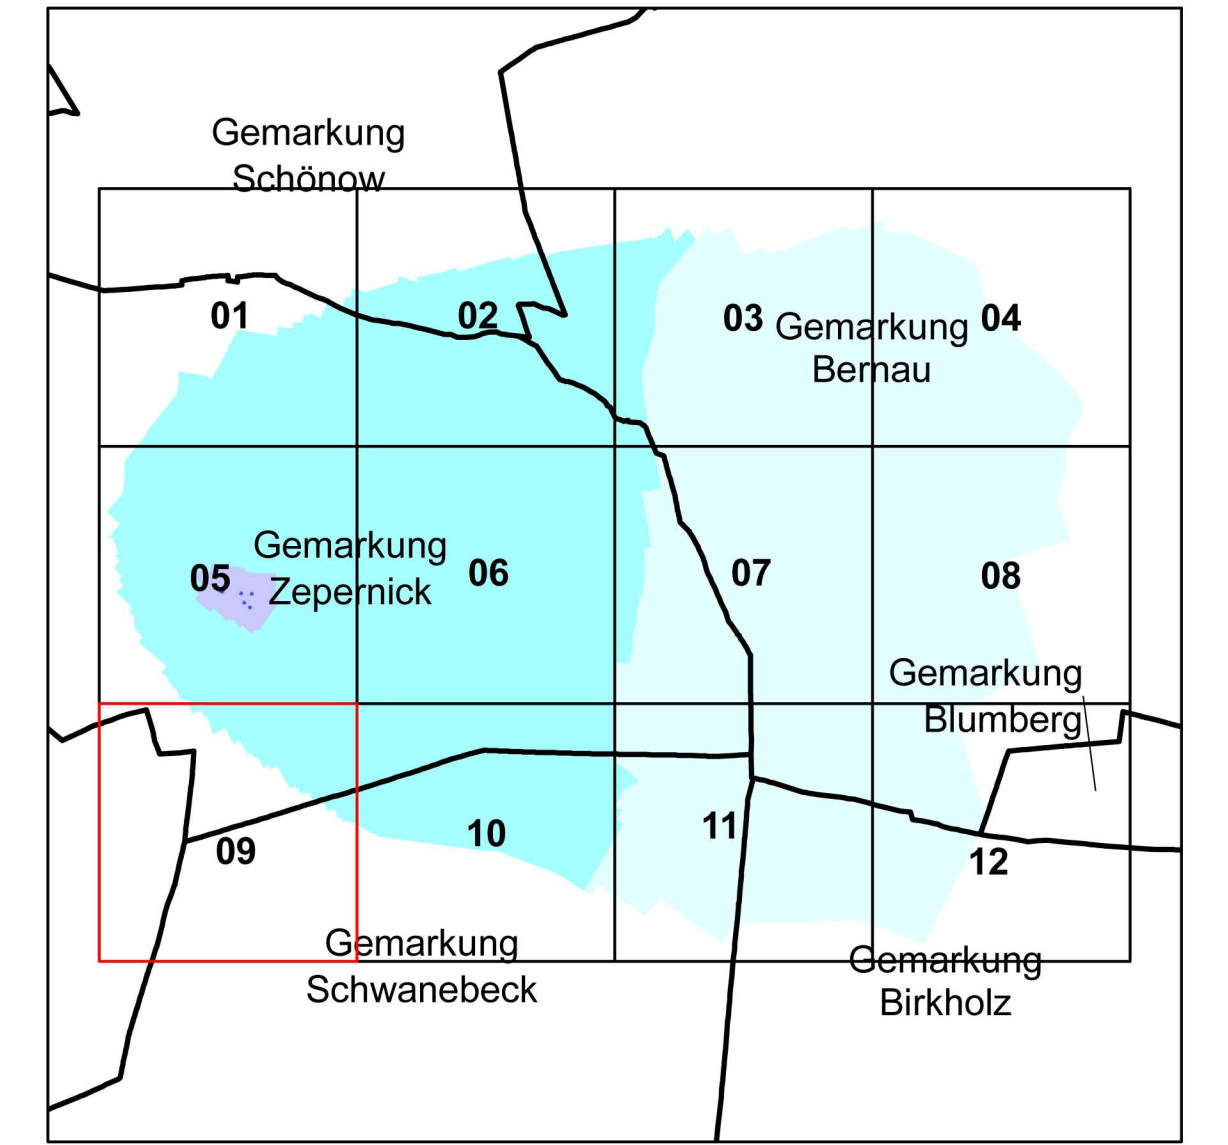 Gemarkung
Schönow
01
02
03
Gemarkung
Bernau
04
05
Gemarkung
Zepernick
06
07
08
Gemarkung
Blumberg
09
10
11
12
Gemarkung
Schwanebeck
Gemarkung
Birkholz